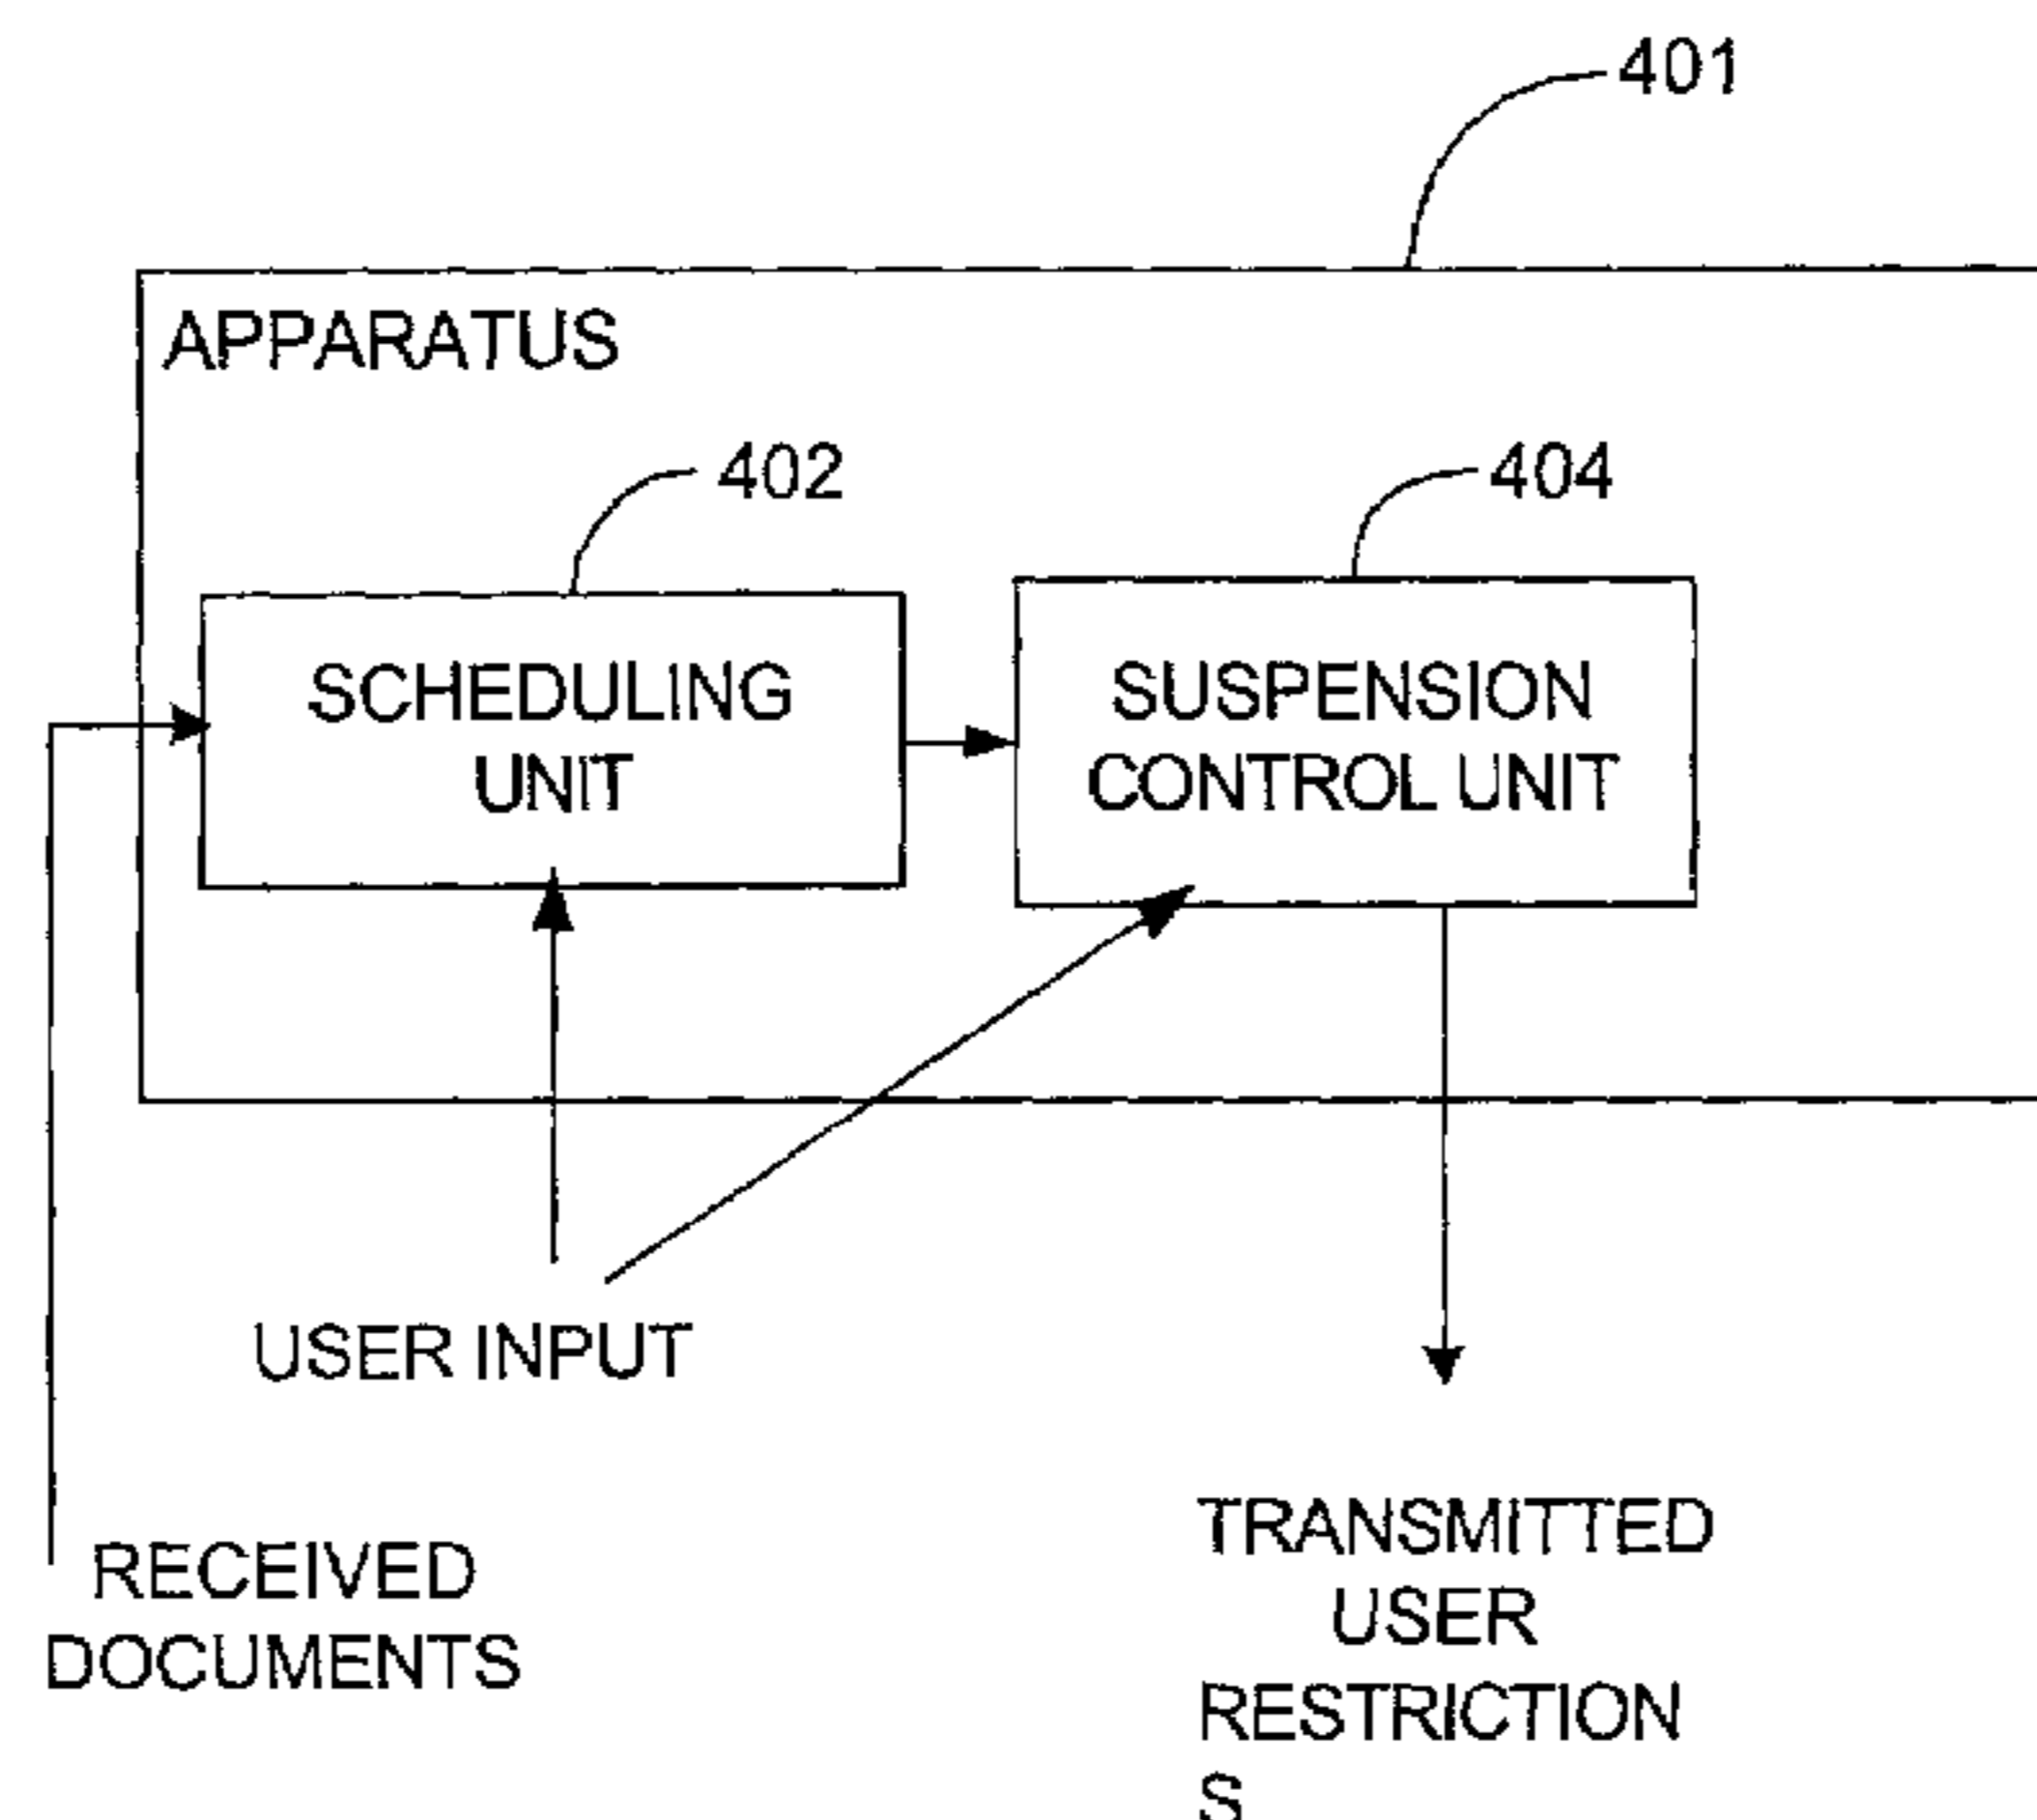 401
APPARATUS
402
404
SCHEDULING
UNIT
SUSPENSION
CONTROL UNIT
USER INPUT
RECEIVED
DOCUMENTS
TRANSMITTED
USER
RESTRICTION
S